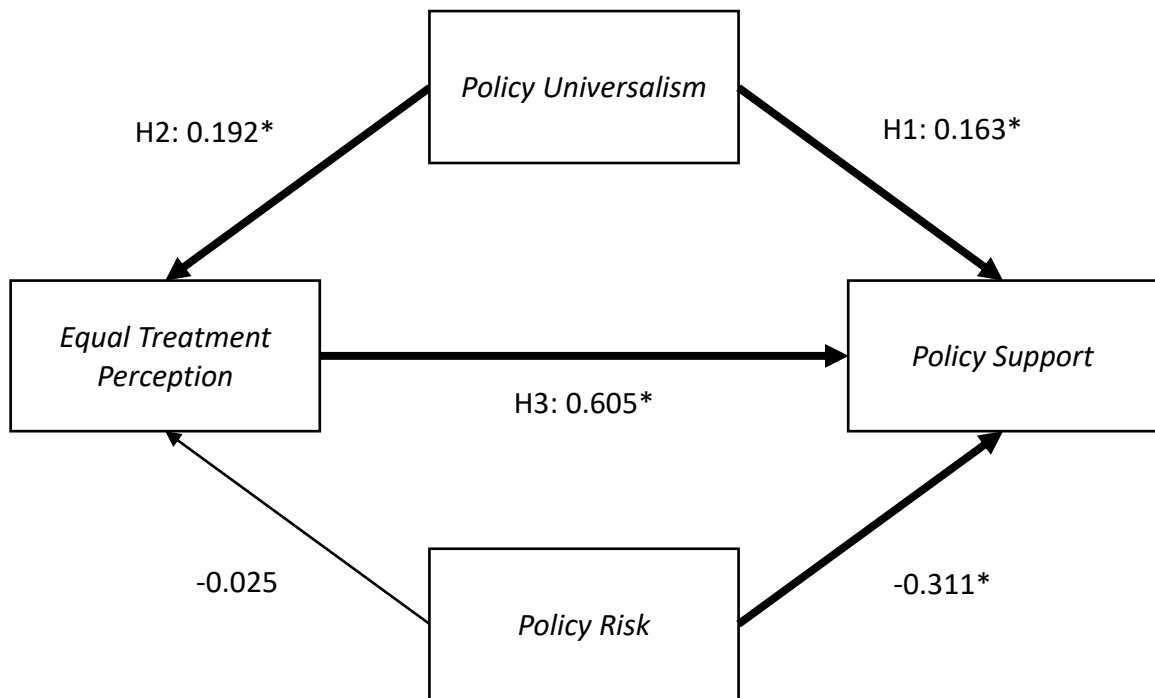 Policy Universalism
H2: 0.192*
H1: 0.163*
Equal Treatment
Perception
Policy Support
H3: 0.605*
-0.025
-0.311*
Policy Risk